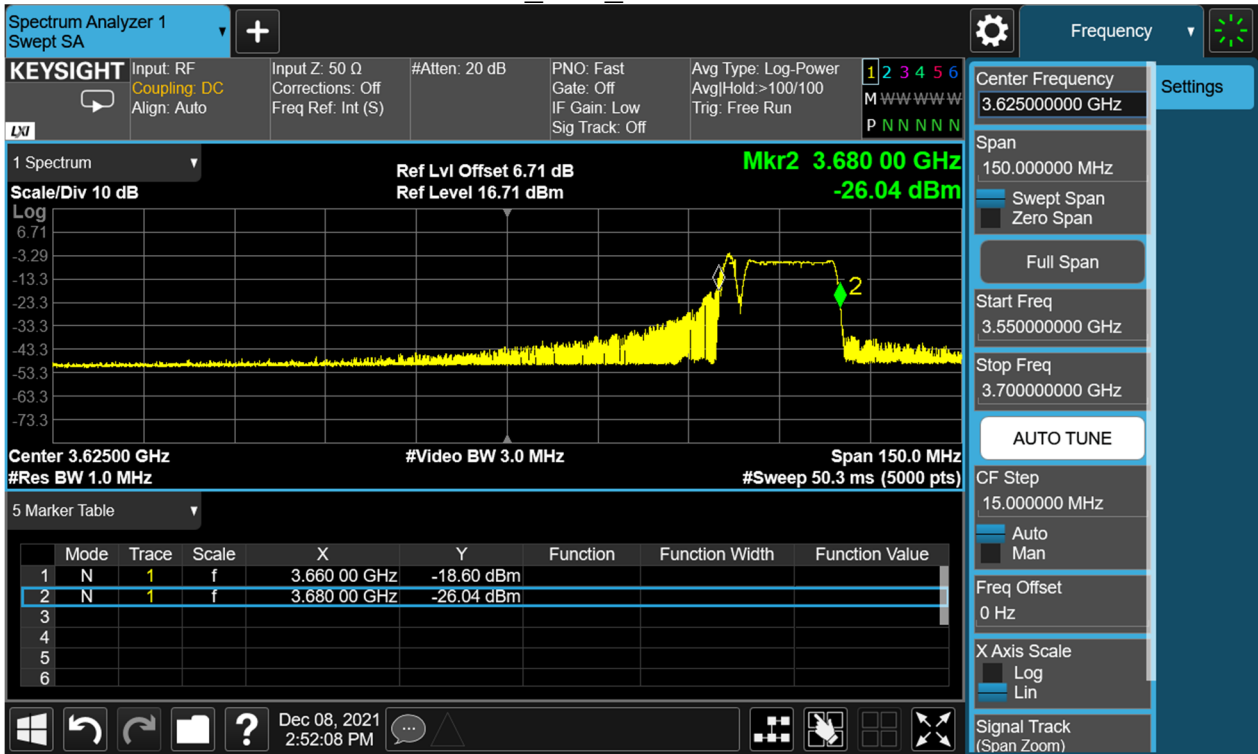 Spectrum Analyzer 1
Swept SA
+
Frequency
KEYSIGHT
LXI
Input: RF
Coupling: DC
Align: Auto
Input Z: 50 Ω
Corrections: Off
Freq Ref: Int (S)
#Atten: 20 dB
PNO: Fast
Gate: Off
IF Gain: Low
Sig Track: Off
Avg Type: Log-Power
Avg|Hold:>100/100
Trig: Free Run
1 2 3 4 5 6
M W W W W W
P N N N N N
1 Spectrum
Scale/Div 10 dB
Ref Lvl Offset 6.71 dB
Ref Level 16.71 dBm
Mkr2 3.680 00 GHz
-26.04 dBm
Log
6.71
-3.29
-13.3
-23.3
-33.3
-43.3
-53.3
-63.3
-73.3
2
Center 3.62500 GHz
#Video BW 3.0 MHz
Span 150.0 MHz
#Res BW 1.0 MHz
#Sweep 50.3 ms (5000 pts)
5 Marker Table
Mode Trace Scale X Y Function Function Width Function Value
1 N 1 f 3.660 00 GHz -18.60 dBm
2 N 1 f 3.680 00 GHz -26.04 dBm
3
4
5
6
?
Dec 08, 2021
2:52:08 PM
Settings
Center Frequency
3.625000000 GHz
Span
150.000000 MHz
Swept Span
Zero Span
Full Span
Start Freq
3.550000000 GHz
Stop Freq
3.700000000 GHz
AUTO TUNE
CF Step
15.000000 MHz
Auto
Man
Freq Offset
0 Hz
X Axis Scale
Log
Lin
Signal Track
(Span Zoom)